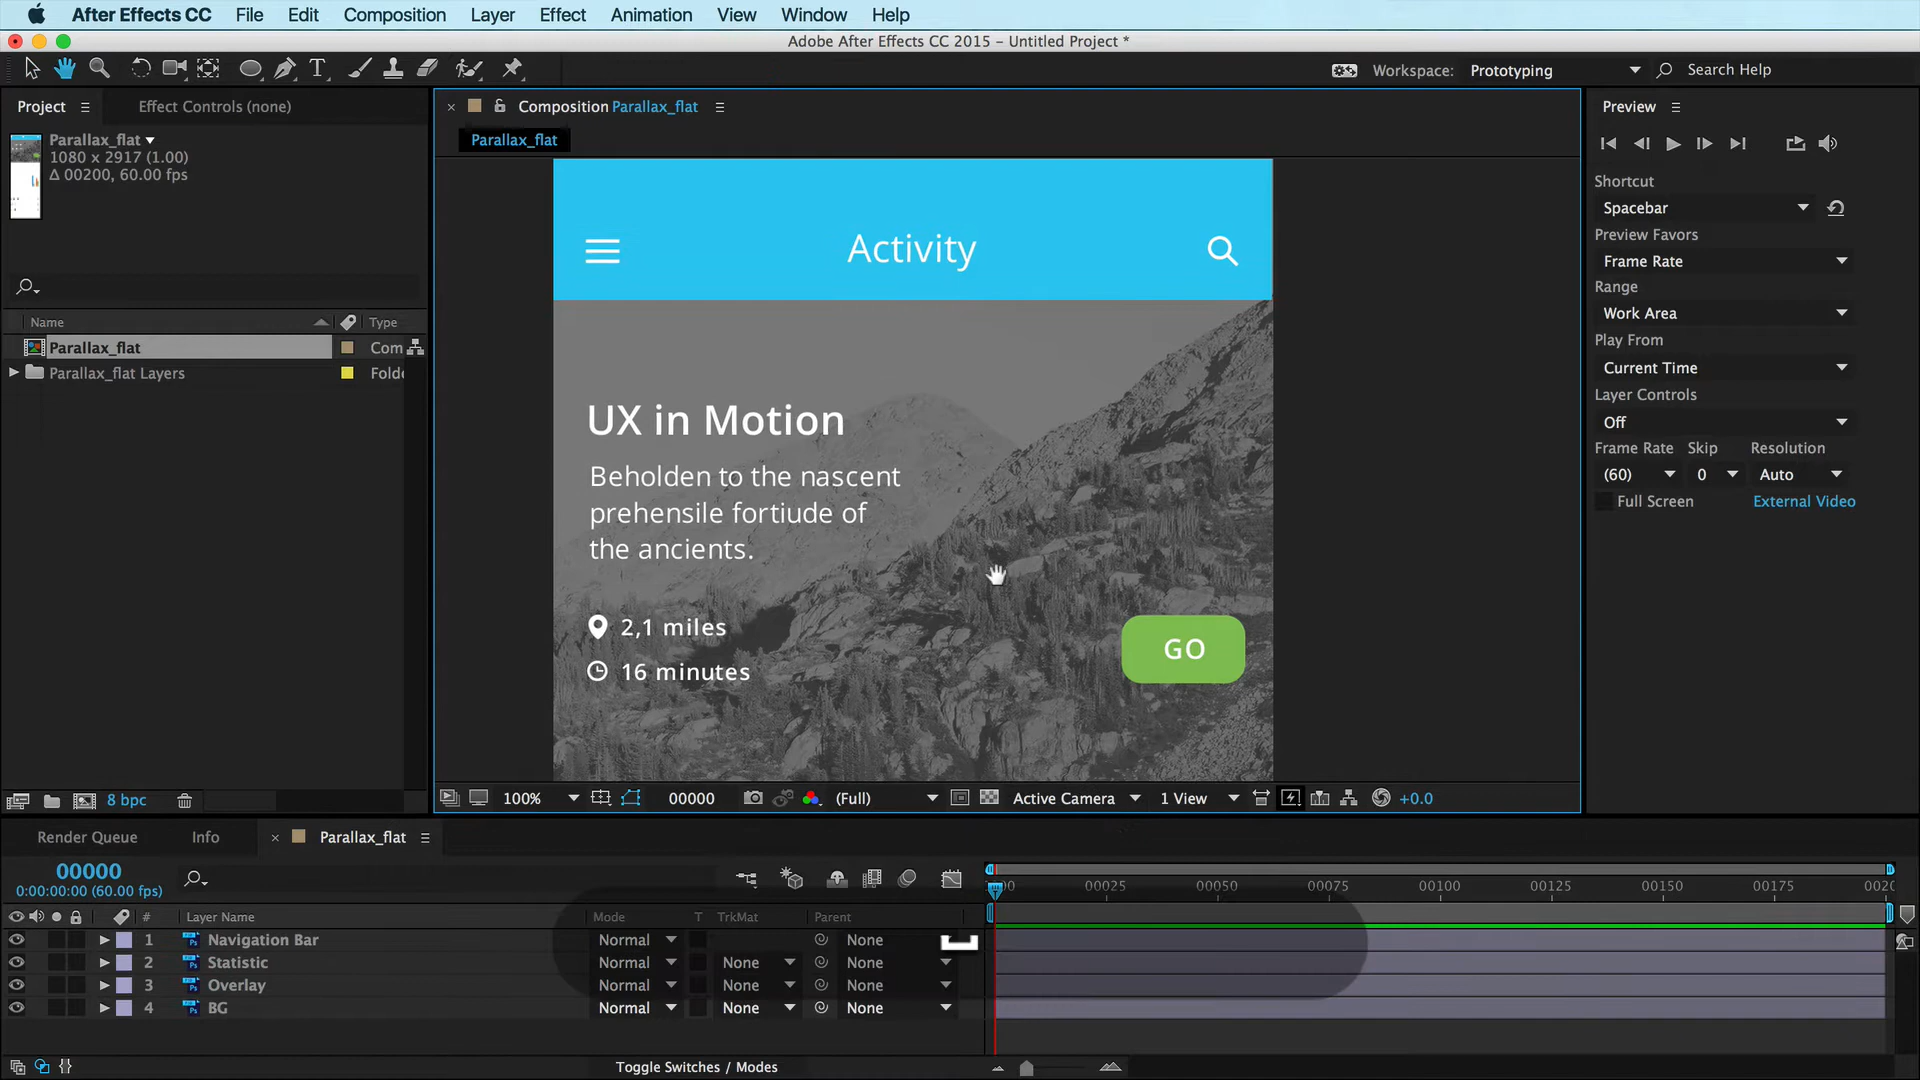 After Effects CC File Edit Composition Layer Effect Animation View Window Help
Adobe After Effects CC 2015 – Untitled Project *
Workspace: Prototyping Search Help
Project Effect Controls (none)
Composition Parallax_flat
Preview
Parallax_flat
1080 x 2917 (1.00)
Δ 00200, 60.00 fps
Parallax_flat
Shortcut
Spacebar
Preview Favors
Frame Rate
Range
Work Area
Play From
Current Time
Layer Controls
Off
Frame Rate Skip Resolution
(60) 0 Auto
Full Screen External Video
Name Type
Parallax_flat Com
Parallax_flat Layers Folde
8 bpc
Activity
UX in Motion
Beholden to the nascent
prehensile fortiude of
the ancients.
2,1 miles
16 minutes
GO
100% 00000 (Full) Active Camera 1 View +0.0
Render Queue Info Parallax_flat
00000
0:00:00:00 (60.00 fps)
00 00025 00050 00075 00100 00125 00150 00175 0020
# Layer Name Mode T TrkMat Parent
1 Navigation Bar Normal None
2 Statistic Normal None None
3 Overlay Normal None None
4 BG Normal None None
Toggle Switches / Modes